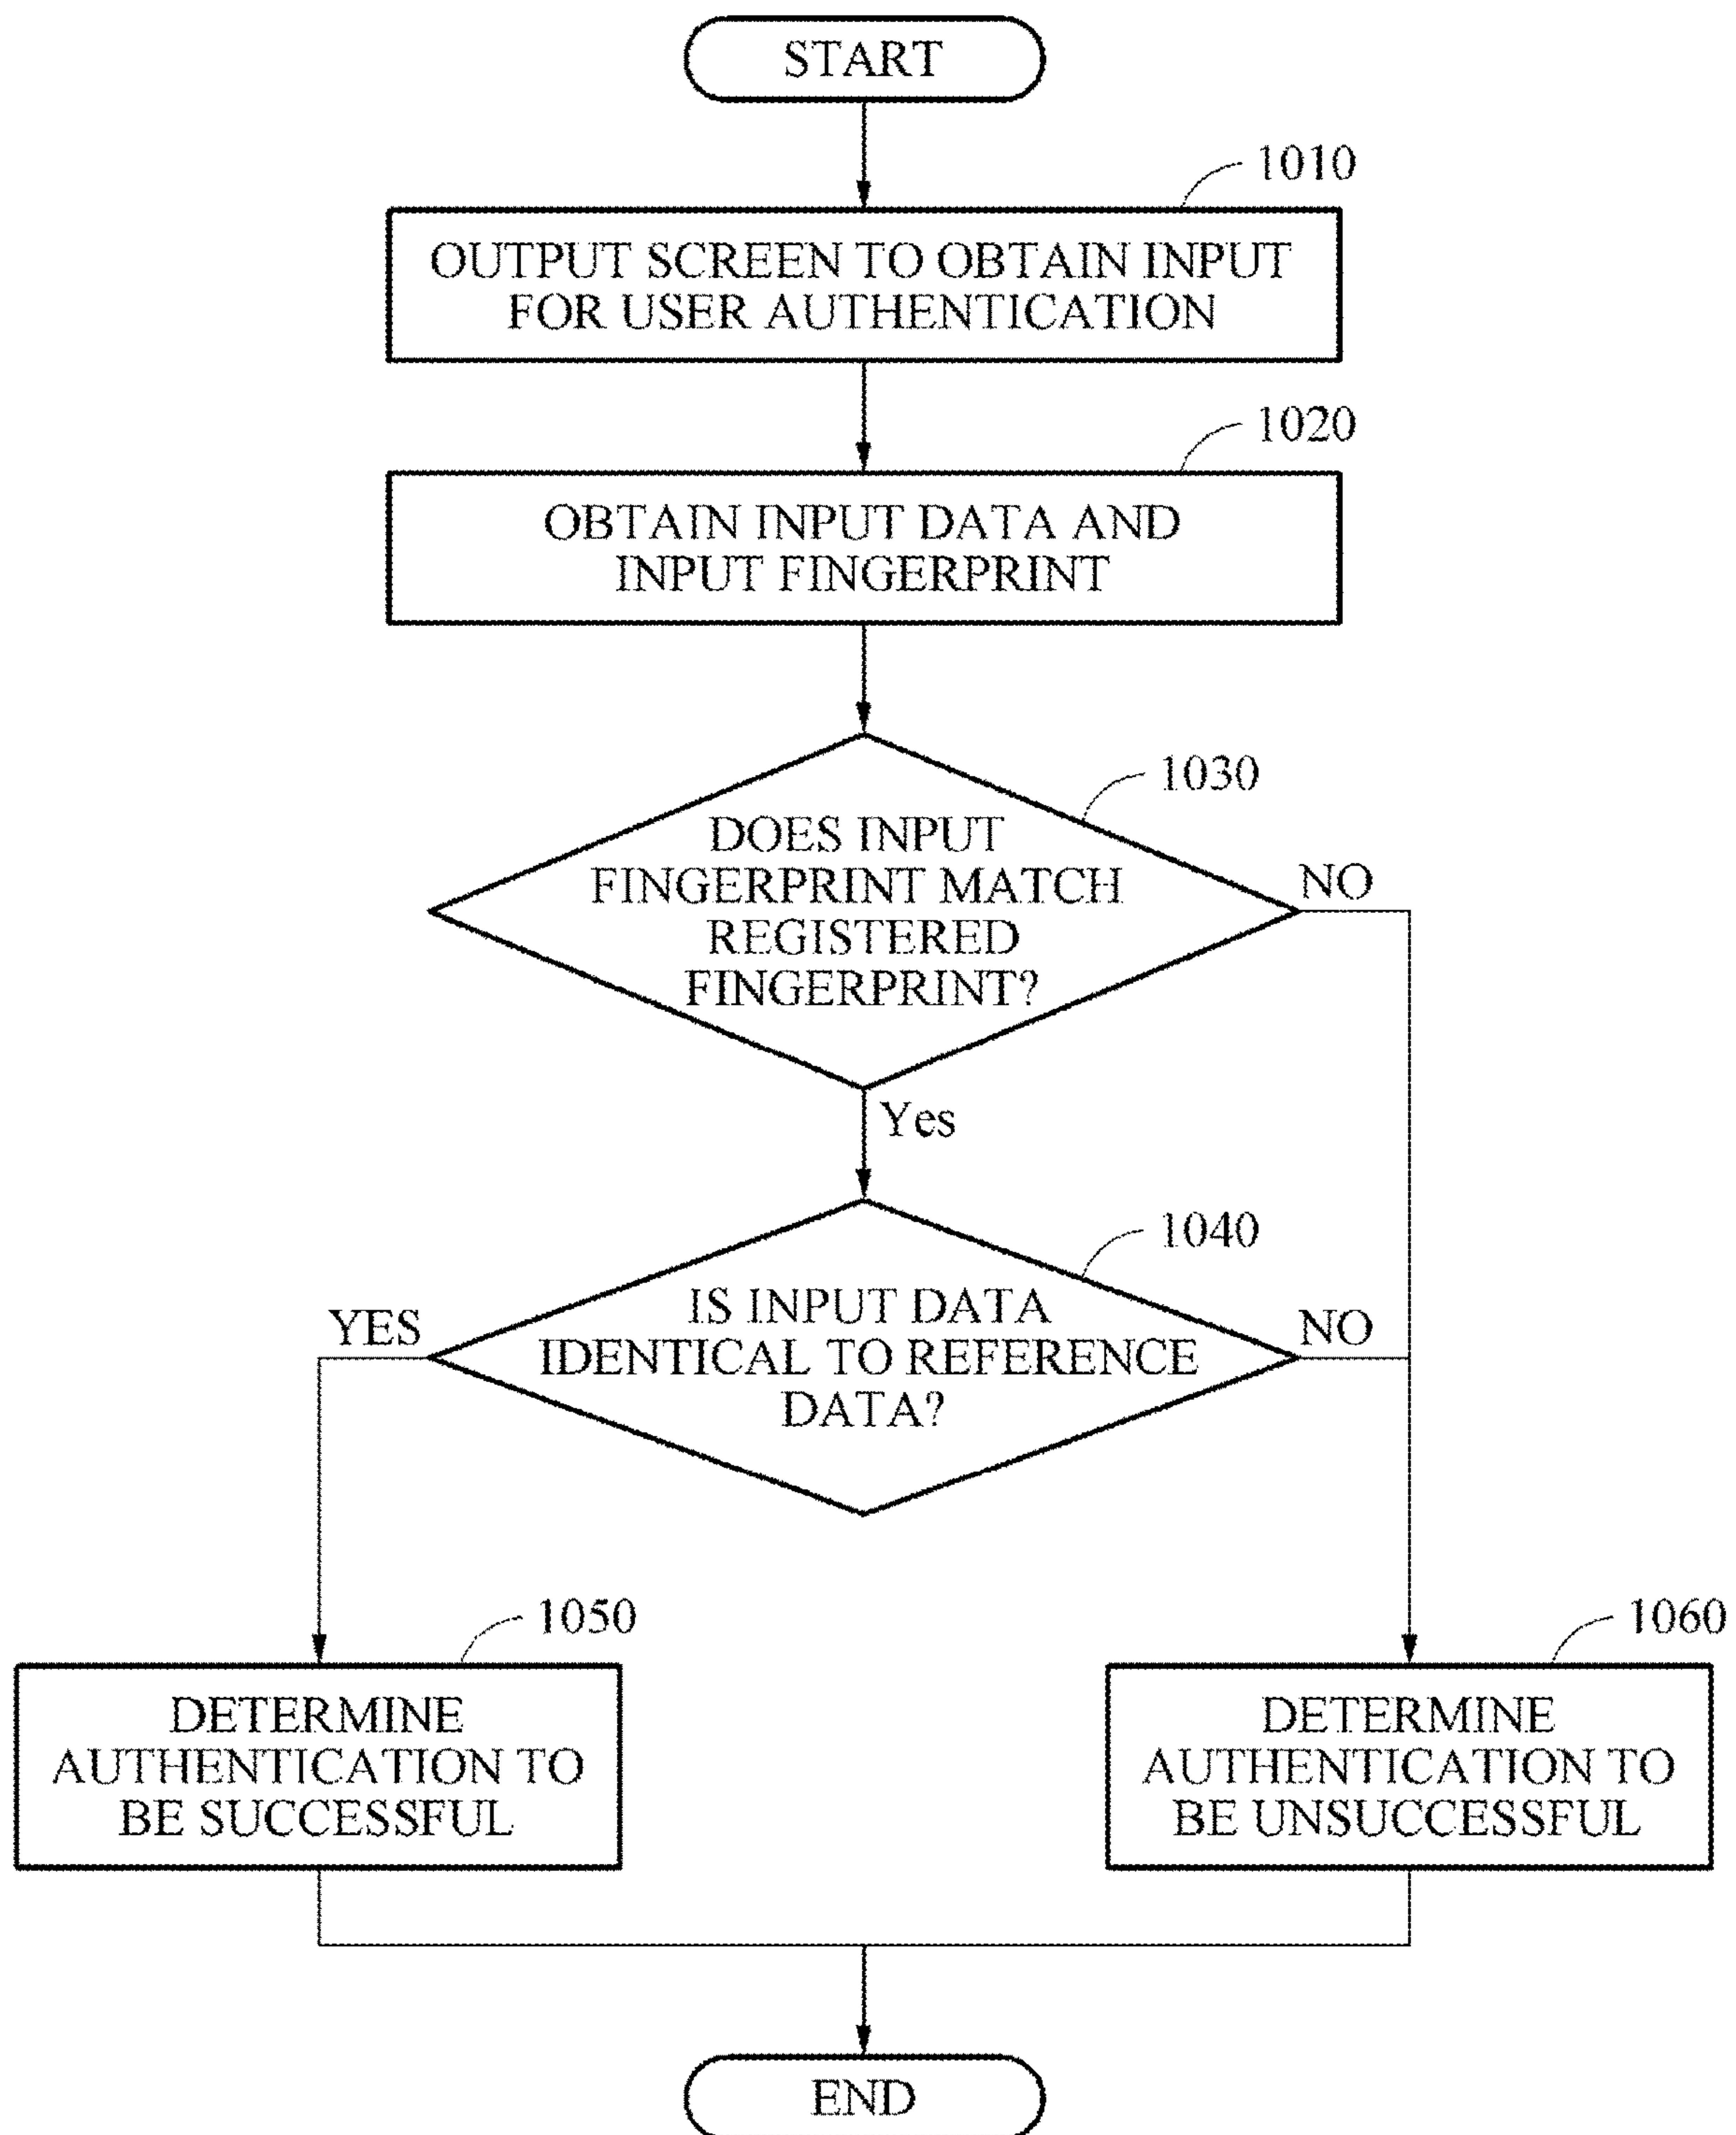 START
1010
OUTPUT SCREEN TO OBTAIN INPUT
FOR USER AUTHENTICATION
1020
OBTAIN INPUT DATA AND
INPUT FINGERPRINT
1030
DOES INPUT
FINGERPRINT MATCH
REGISTERED
FINGERPRINT?
NO
Yes
1040
IS INPUT DATA
IDENTICAL TO REFERENCE
DATA?
YES
NO
1050
DETERMINE
AUTHENTICATION TO
BE SUCCESSFUL
1060
DETERMINE
AUTHENTICATION TO
BE UNSUCCESSFUL
END